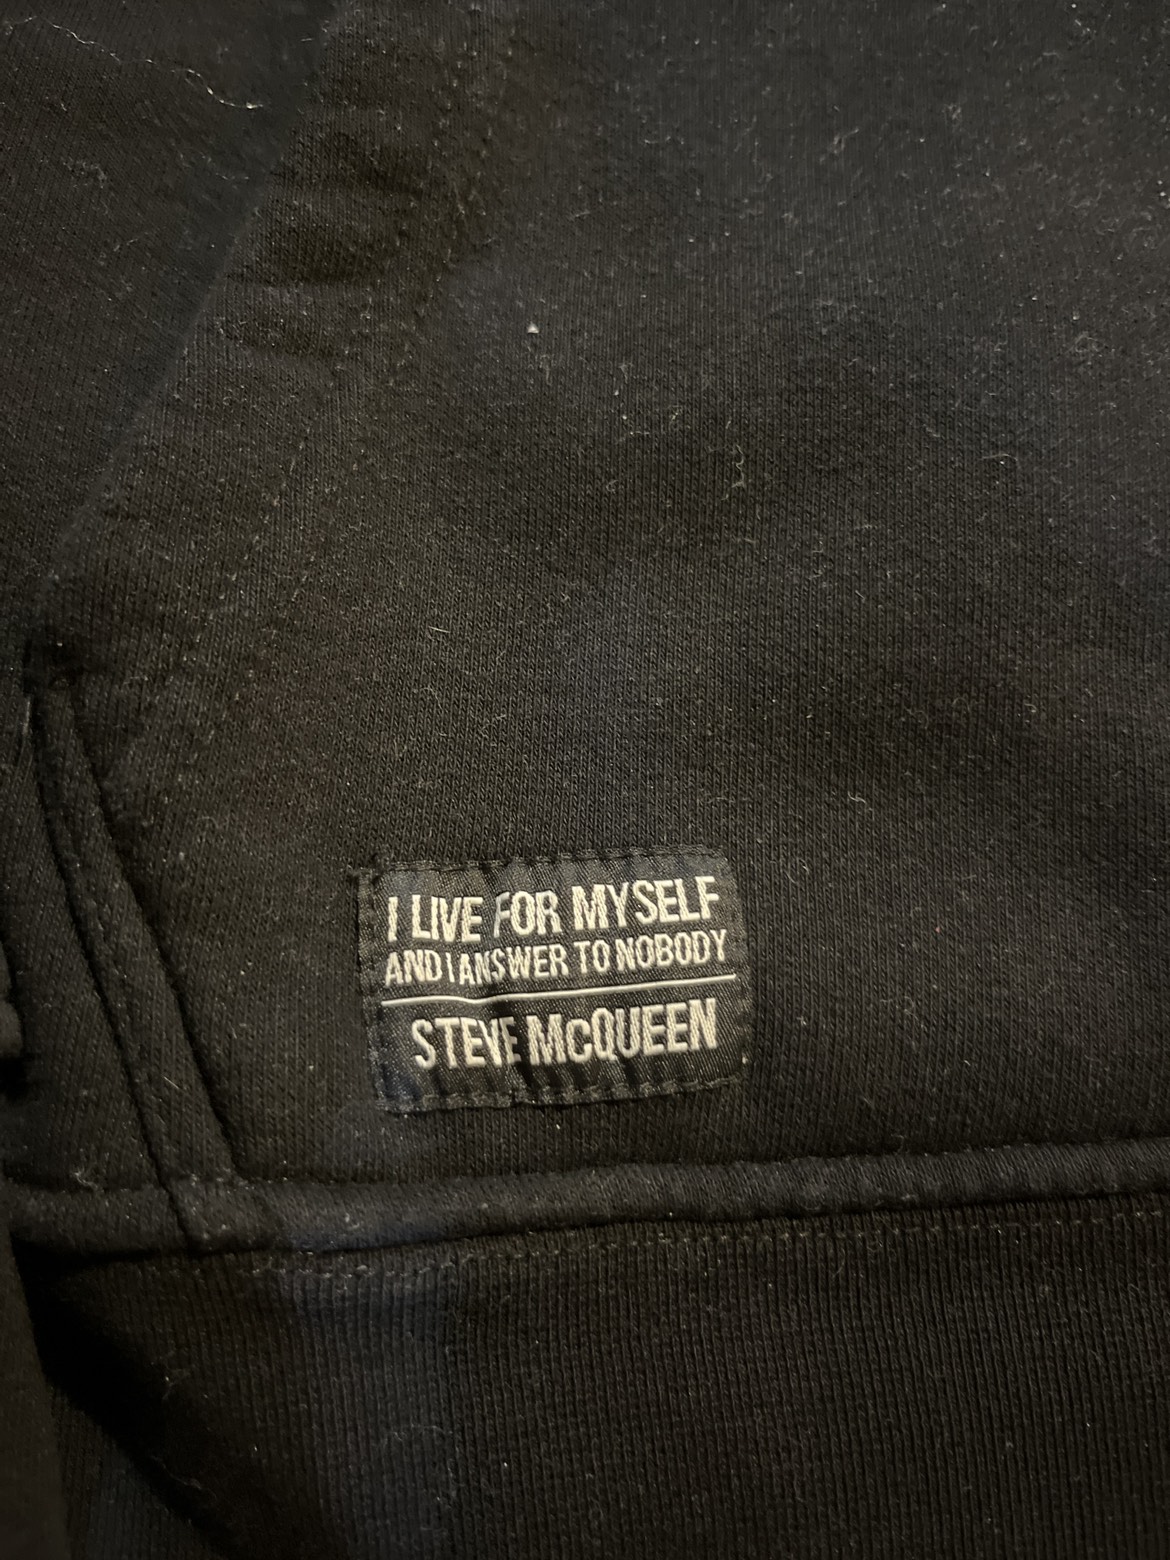 I LIVE FOR MYSELF
AND I ANSWER TO NOBODY
STEVE McQUEEN